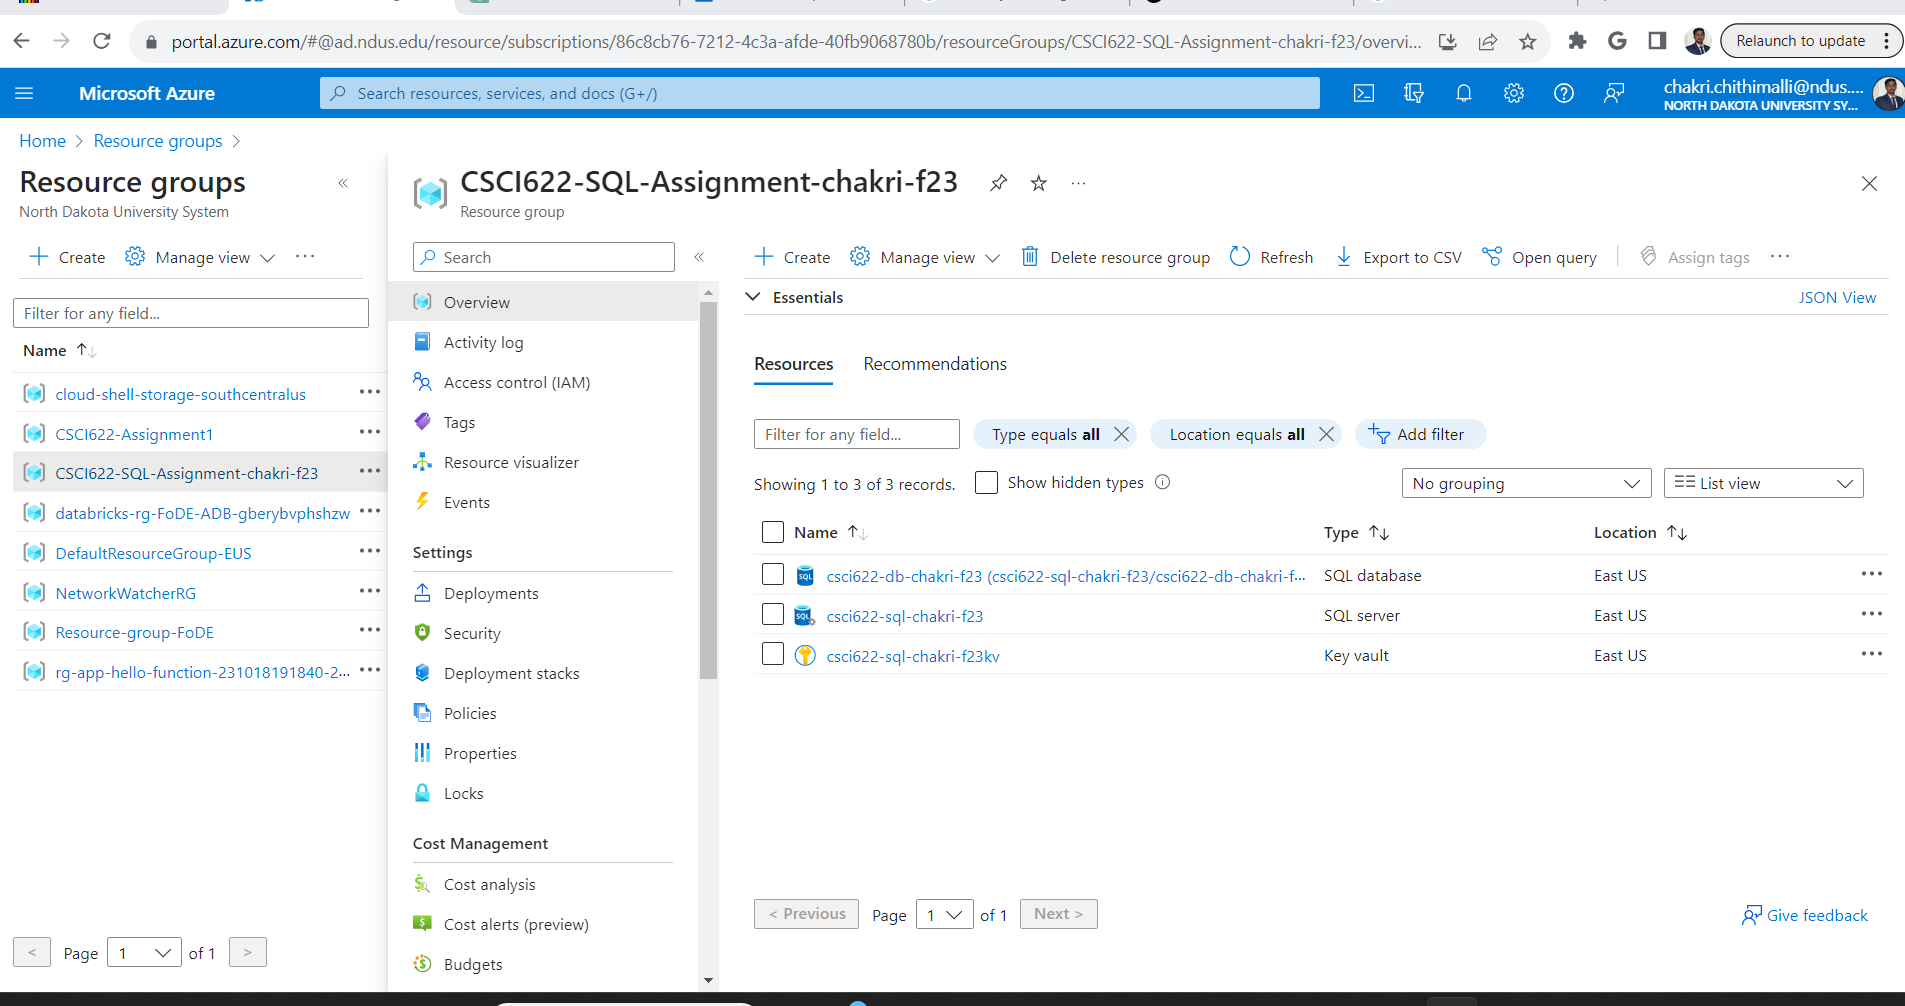 portal.azure.com/#@ad.ndus.edu/resource/subscriptions/86c8cb76-7212-4c3a-afde-40fb9068780b/resourceGroups/CSCI622-SQL-Assignment-chakri-f23/overvi...
Relaunch to update
Microsoft Azure
Search resources, services, and docs (G+/)
chakri.chithimalli@ndus....
NORTH DAKOTA UNIVERSITY SY...
Home > Resource groups >
Resource groups
North Dakota University System
+ Create
Manage view
...
Filter for any field...
Name
cloud-shell-storage-southcentralus
CSCI622-Assignment1
CSCI622-SQL-Assignment-chakri-f23
databricks-rg-FoDE-ADB-gberybvphshzw
DefaultResourceGroup-EUS
NetworkWatcherRG
Resource-group-FoDE
rg-app-hello-function-231018191840-2...
< Page 1 of 1 >
CSCI622-SQL-Assignment-chakri-f23
Resource group
Search
Overview
Activity log
Access control (IAM)
Tags
Resource visualizer
Events
Settings
Deployments
Security
Deployment stacks
Policies
Properties
Locks
Cost Management
Cost analysis
Cost alerts (preview)
Budgets
+ Create
Manage view
Delete resource group
Refresh
Export to CSV
Open query
Assign tags
...
Essentials
JSON View
Resources
Recommendations
Filter for any field...
Type equals all
Location equals all
Add filter
Showing 1 to 3 of 3 records.
Show hidden types
No grouping
List view
Name
Type
Location
csci622-db-chakri-f23 (csci622-sql-chakri-f23/csci622-db-chakri-f... SQL database East US
csci622-sql-chakri-f23 SQL server East US
csci622-sql-chakri-f23kv Key vault East US
< Previous Page 1 of 1 Next >
Give feedback